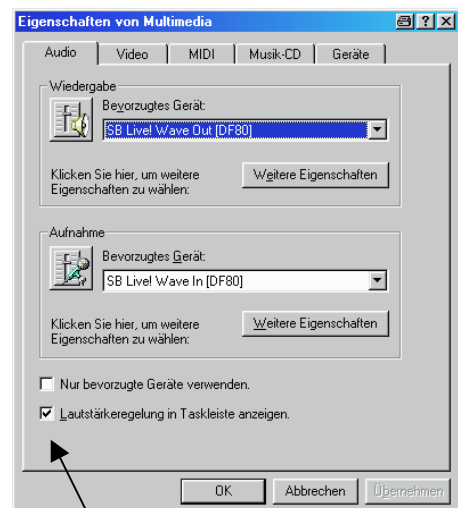 Eigenschaften von Multimedia
Audio Video MIDI Musik-CD Geräte
Wiedergabe
Bevorzugtes Gerät:
SB Live! Wave Out [DF80]
Klicken Sie hier, um weitere
Eigenschaften zu wählen:
Weitere Eigenschaften
Aufnahme
Bevorzugtes Gerät:
SB Live! Wave In [DF80]
Klicken Sie hier, um weitere
Eigenschaften zu wählen:
Weitere Eigenschaften
Nur bevorzugte Geräte verwenden.
Lautstärkeregelung in Taskleiste anzeigen.
OK Abbrechen Übernehmen